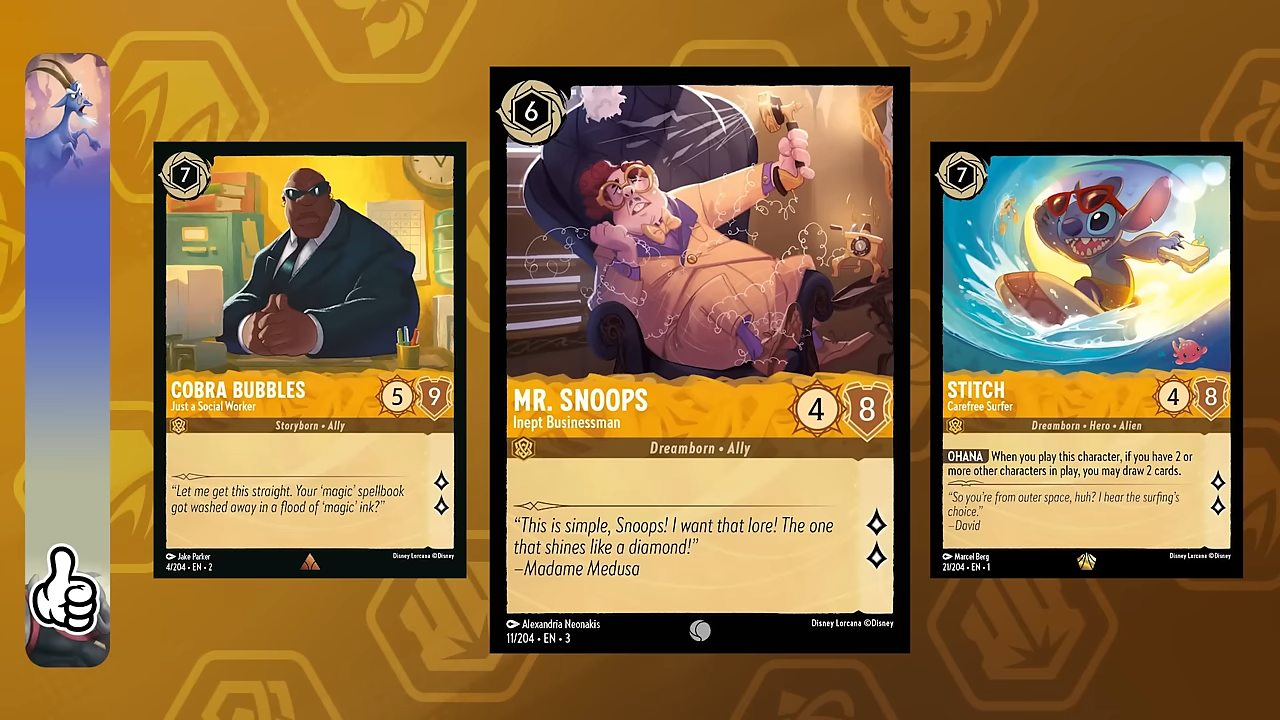 7
COBRA BUBBLES
Just a Social Worker
5
9
Storyborn • Ally
“Let me get this straight. Your ‘magic’ spellbook
got washed away in a flood of ‘magic’ ink?”
Jake Parker
Disney Lorcana ©Disney
4/204 • EN • 2
6
MR. SNOOPS
Inept Businessman
4
8
Dreamborn • Ally
“This is simple, Snoops! I want that lore! The one
that shines like a diamond!”
–Madame Medusa
Alexandria Neonakis
Disney Lorcana ©Disney
11/204 • EN • 3
7
STITCH
Carefree Surfer
4
8
Dreamborn • Hero • Alien
OHANA When you play this character, if you have 2 or
more other characters in play, you may draw 2 cards.
“So you’re from outer space, huh? I hear the surfing’s
choice.”
–David
Marcel Berg
Disney Lorcana ©Disney
21/204 • EN • 1